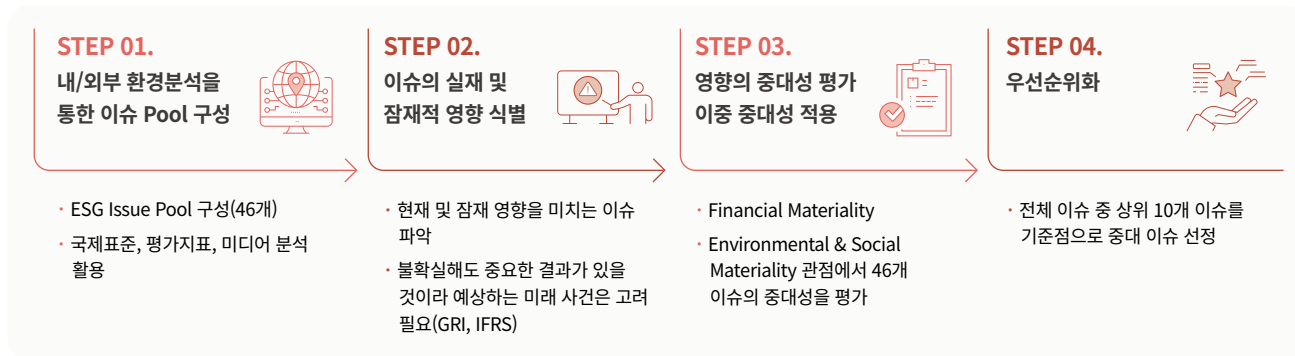 STEP 01.
내/외부 환경분석을
통한 이슈 Pool 구성
· ESG Issue Pool 구성(46개)
· 국제표준, 평가지표, 미디어 분석
활용
STEP 02.
이슈의 실재 및
잠재적 영향 식별
· 현재 및 잠재 영향을 미치는 이슈
파악
· 불확실해도 중요한 결과가 있을
것이라 예상하는 미래 사건은 고려
필요(GRI, IFRS)
STEP 03.
영향의 중대성 평가
이중 중대성 적용
· Financial Materiality
· Environmental & Social
Materiality 관점에서 46개
이슈의 중대성을 평가
STEP 04.
우선순위화
· 전체 이슈 중 상위 10개 이슈를
기준점으로 중대 이슈 선정